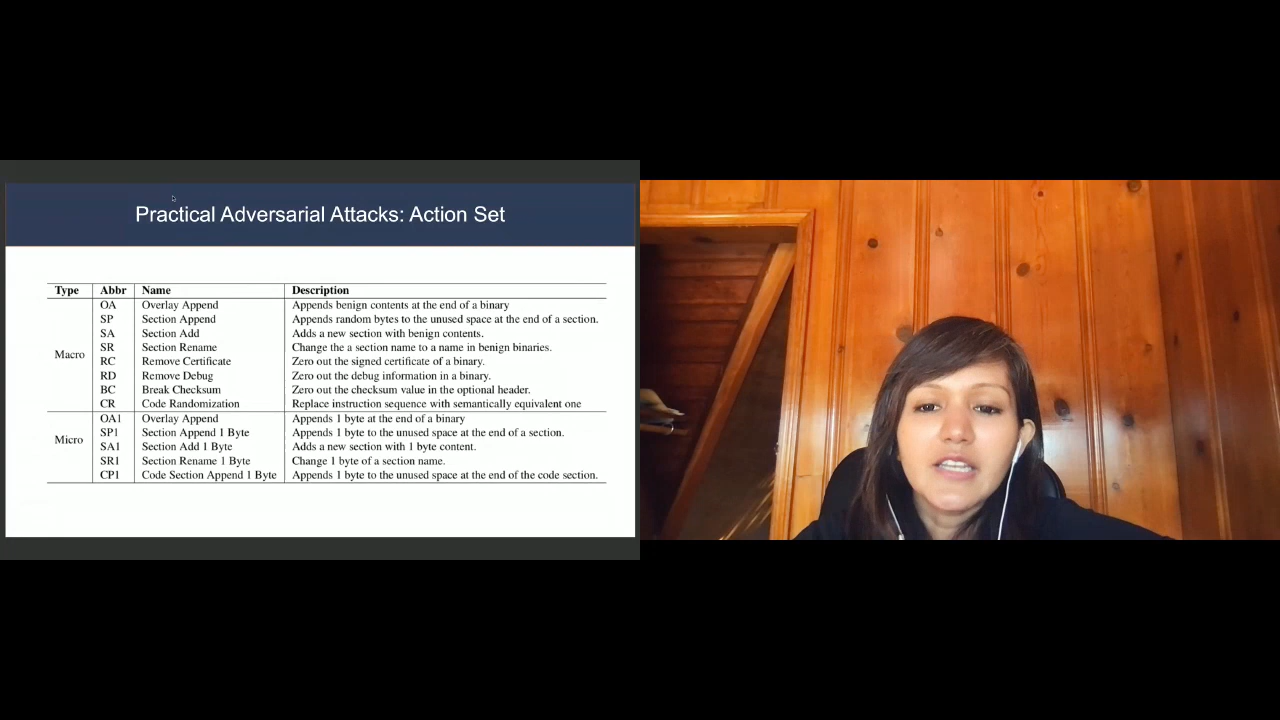 Practical Adversarial Attacks: Action Set
Type Abbr Name Description
OA Overlay Append Appends benign contents at the end of a binary
SP Section Append Appends random bytes to the unused space at the end of a section.
SA Section Add Adds a new section with benign contents.
SR Section Rename Change the a section name to a name in benign binaries.
Macro RC Remove Certificate Zero out the signed certificate of a binary.
RD Remove Debug Zero out the debug information in a binary.
BC Break Checksum Zero out the checksum value in the optional header.
CR Code Randomization Replace instruction sequence with semantically equivalent one
OA1 Overlay Append Appends 1 byte at the end of a binary
SP1 Section Append 1 Byte Appends 1 byte to the unused space at the end of a section.
Micro SA1 Section Add 1 Byte Adds a new section with 1 byte content.
SR1 Section Rename 1 Byte Change 1 byte of a section name.
CP1 Code Section Append 1 Byte Appends 1 byte to the unused space at the end of the code section.